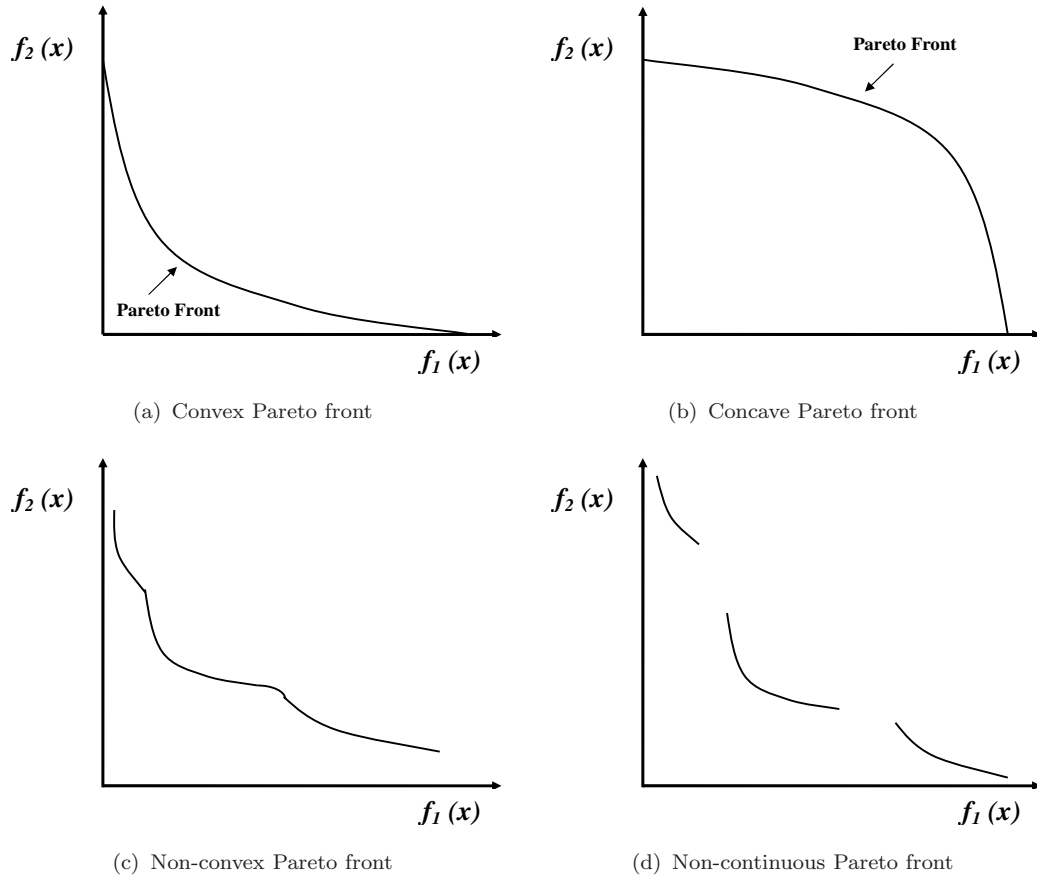 f2 (x)
Pareto Front
f1 (x)
(a) Convex Pareto front
f2 (x)
Pareto Front
f1 (x)
(b) Concave Pareto front
f2 (x)
f1 (x)
(c) Non-convex Pareto front
f2 (x)
f1 (x)
(d) Non-continuous Pareto front